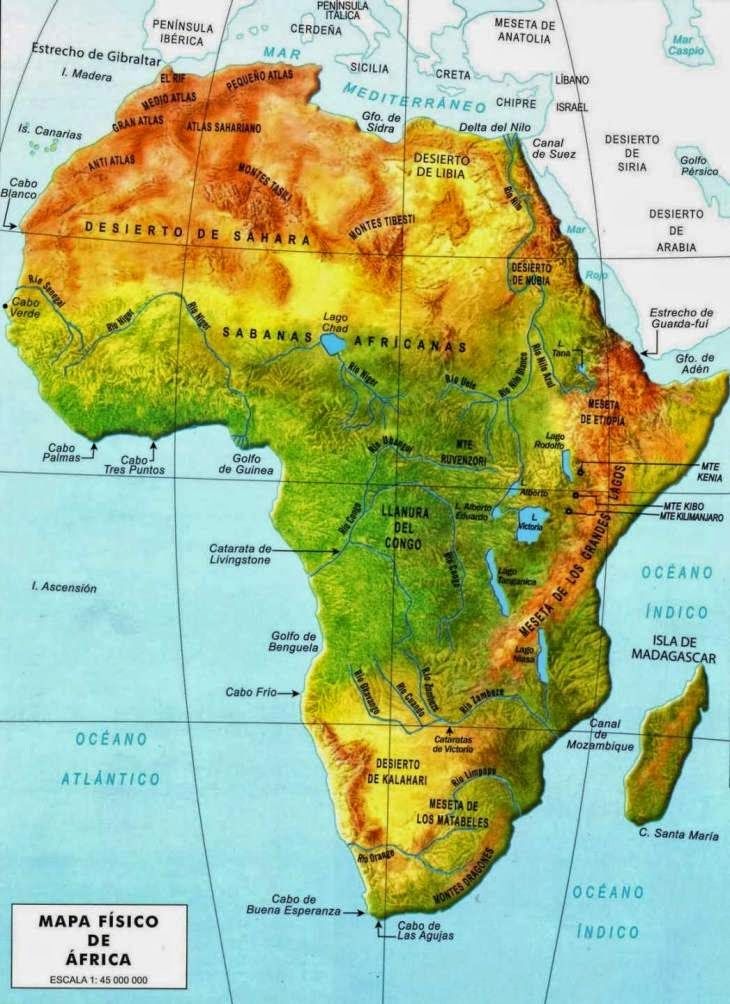 PENÍNSULA
ITÁLICA
PENÍNSULA
IBÉRICA
CERDEÑA
MESETA DE
ANATOLIA
Mar
Caspio
Estrecho de Gibraltar
MAR
MEDITERRÁNEO
I. Madera
EL RIF
PEQUEÑO ATLAS
SICILIA
CRETA
LÍBANO
MEDIO ATLAS
CHIPRE
ISRAEL
GRAN ATLAS
ATLAS SAHARIANO
Gfo. de
Sidra
Delta del Nilo
Is. Canarias
Canal
de Suez
DESIERTO
DE
SIRIA
Golfo
Pérsico
ANTI ATLAS
DESIERTO
DE LIBIA
MONTES TASILI
Cabo
Blanco
Río Nilo
DESIERTO
DE
ARABIA
MONTES TIBESTI
DESIERTO DE SAHARA
Mar
Rojo
DESIERTO
DE NUBIA
Río Senegal
Cabo
Verde
Río Niger
Río Niger
Lago
Chad
SABANAS AFRICANAS
Estrecho de
Guarda-fui
L.
Tana
Gfo. de
Adén
Río Niger
Río Uele
Río Nilo Blanco
Río Nilo Azul
MESETA
DE ETIOPIA
Cabo
Palmas
Cabo
Tres Puntos
Golfo
de Guinea
Río Ubangui
MTE
RUVENZORI
Lago
Rodolfo
MTE
KENIA
L.
Alberto
MTE KIBO
MTE KILIMANJARO
L. Alberto
Eduardo
L.
Victoria
LLANURA
DEL
CONGO
Río Congo
Río Congo
Catarata de
Livingstone
MESETA DE LOS GRANDES LAGOS
Lago
Tanganica
I. Ascensión
OCÉANO
ÍNDICO
Golfo de
Benguela
Lago
Niasa
ISLA DE
MADAGASCAR
Cabo Frío
Río Okavango
Río Cuando
Río Zambeze
Cataratas
de Victoria
Canal
de
Mozambique
OCÉANO
ATLÁNTICO
DESIERTO
DE KALAHARI
Río Limpopo
MESETA DE
LOS MATABELES
C. Santa María
Río Orange
MONTES DRAGONES
Cabo de
Buena Esperanza
Cabo de
Las Agujas
OCÉANO
ÍNDICO
MAPA FÍSICO
DE
ÁFRICA
ESCALA 1: 45 000 000